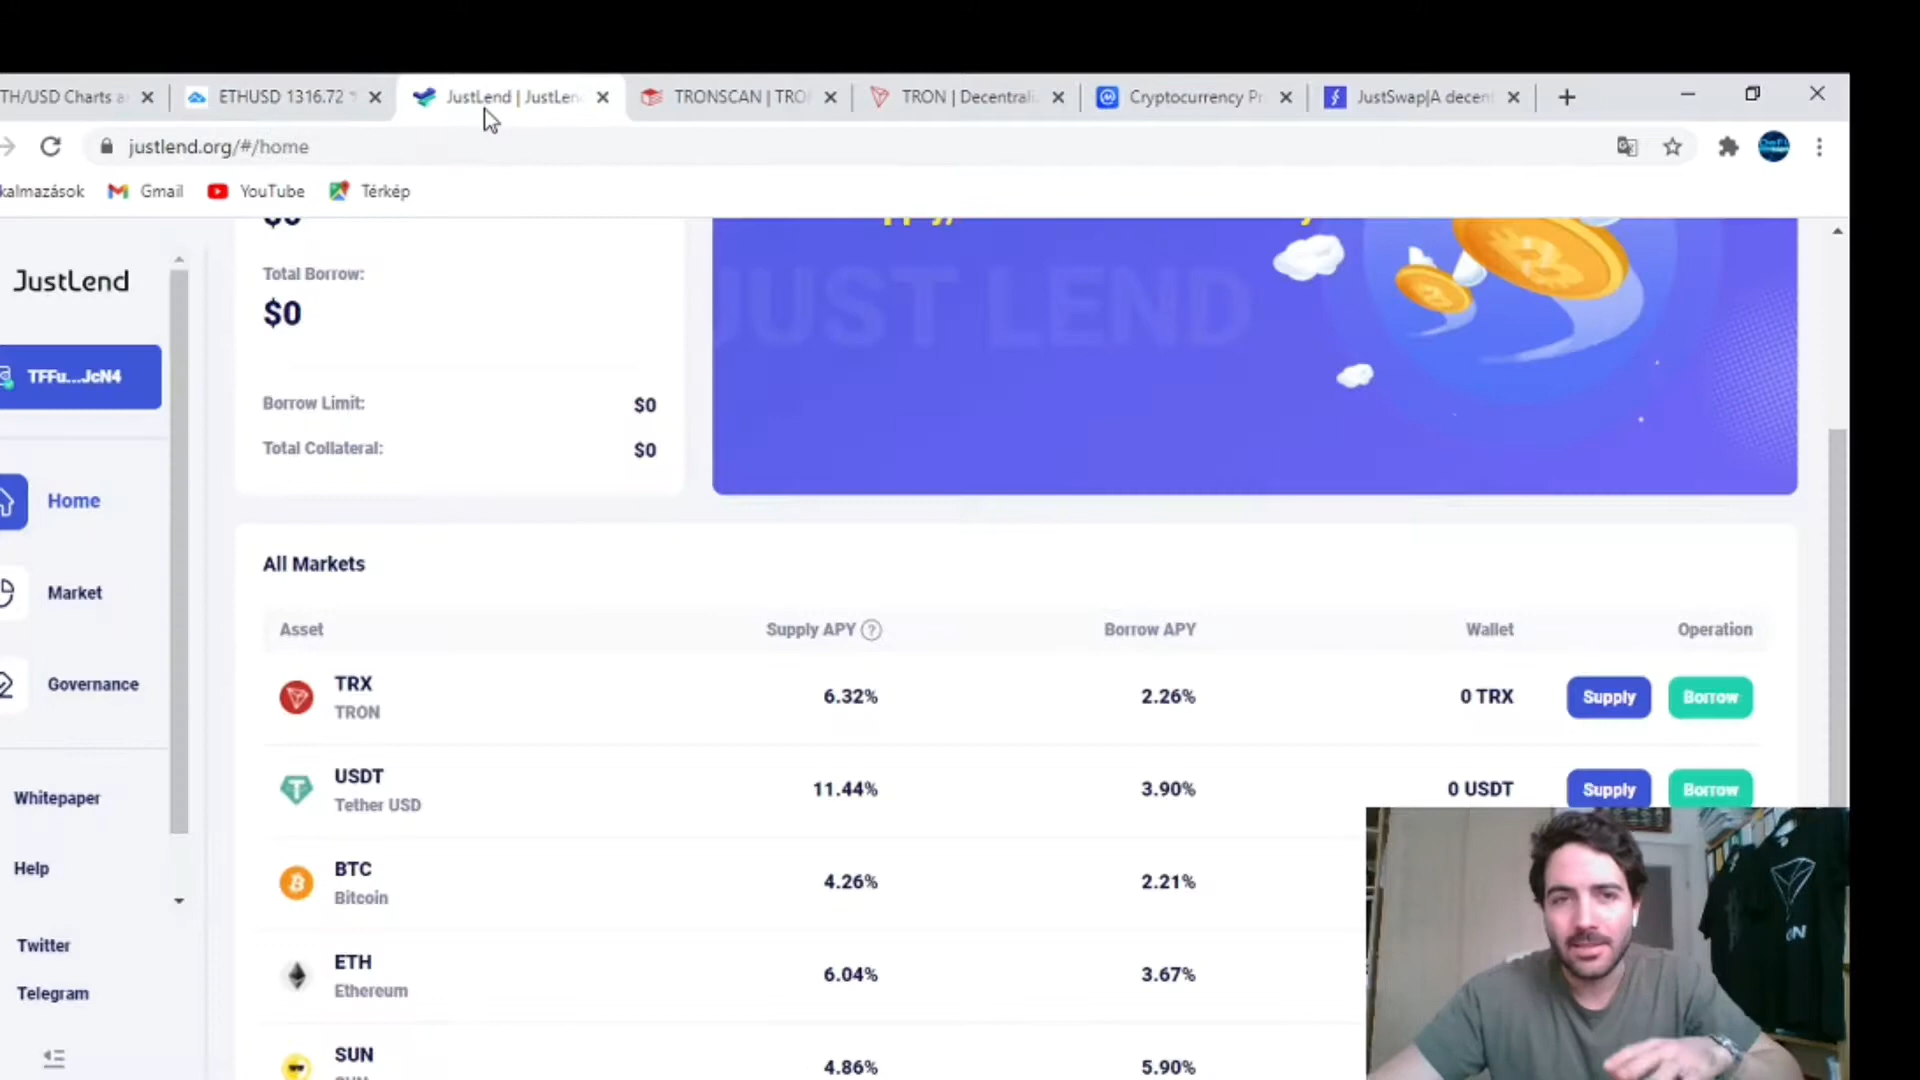 TH/USD Charts a
ETHUSD 1316.72
JustLend | JustLen
TRONSCAN | TRO
TRON | Decentrali
Cryptocurrency Pr
JustSwap|A decent
justlend.org/#/home
kalmazások
Gmail
YouTube
Térkép
JustLend
TFFu...JcN4
Home
Market
Governance
Whitepaper
Help
Twitter
Telegram
$0
Total Borrow:
$0
Borrow Limit:
$0
Total Collateral:
$0
JUST LEND
All Markets
Asset Supply APY ? Borrow APY Wallet Operation
TRX
TRON
6.32% 2.26% 0 TRX Supply Borrow
USDT
Tether USD
11.44% 3.90% 0 USDT Supply Borrow
BTC
Bitcoin
4.26% 2.21%
ETH
Ethereum
6.04% 3.67%
SUN
4.86% 5.90%